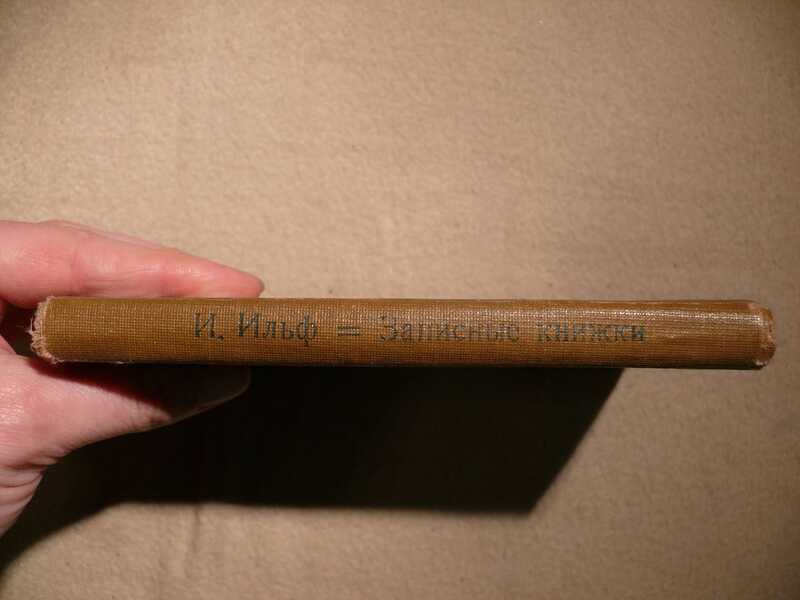 И. Ильф = Записные книжки